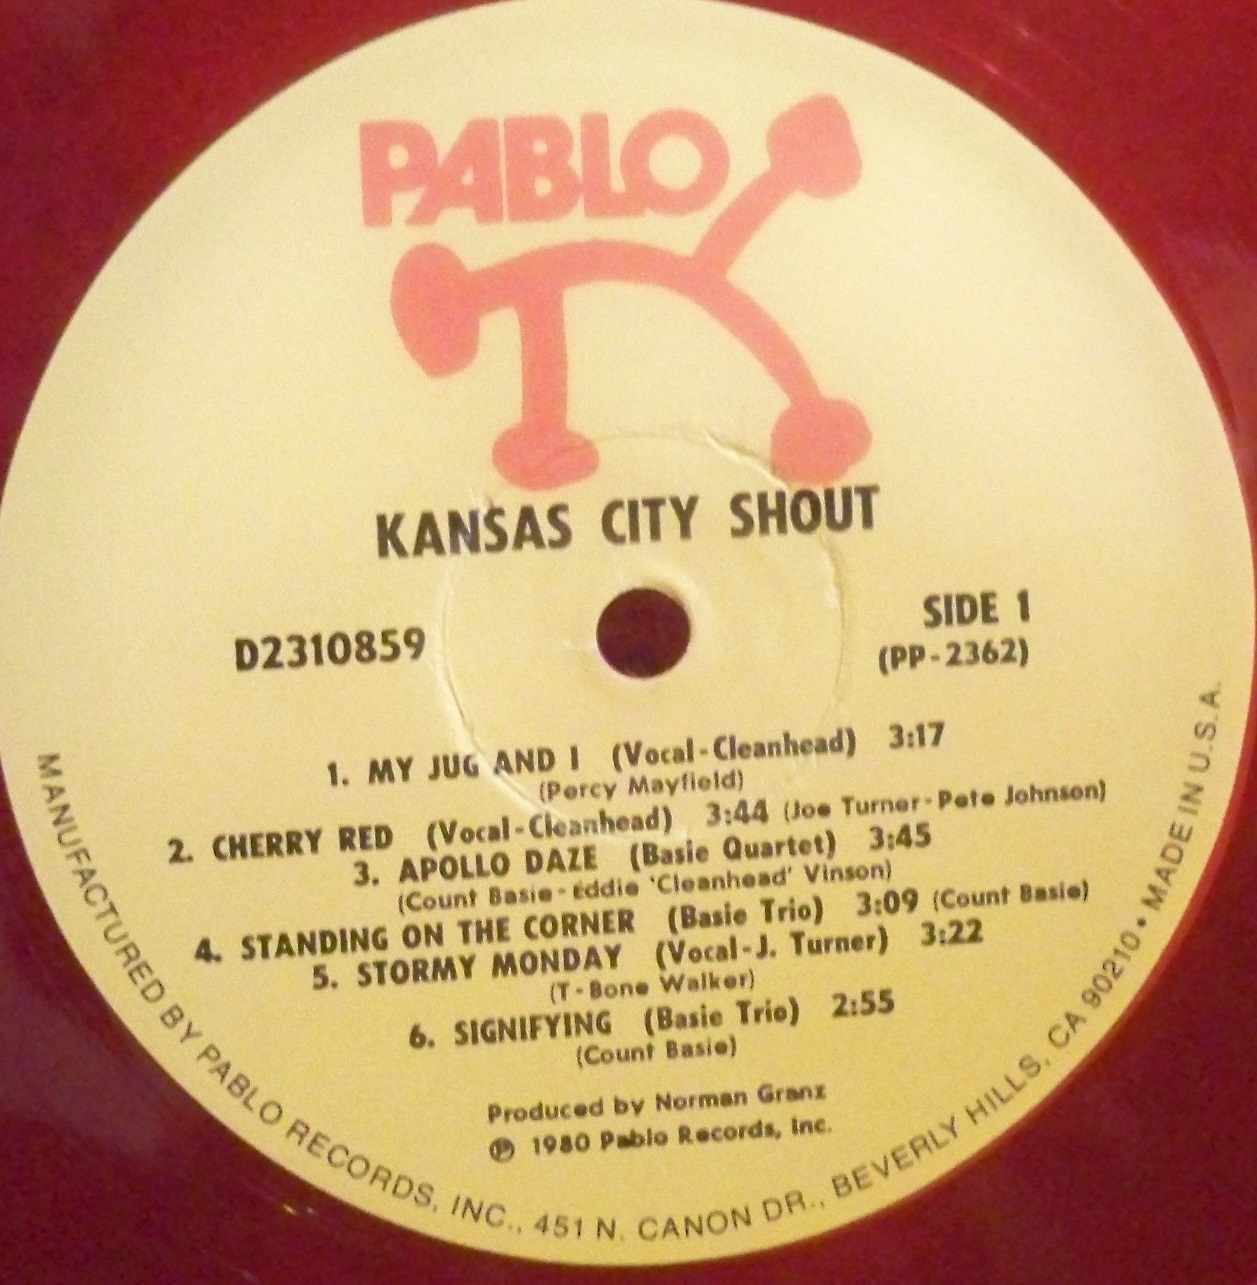 PABLO
KANSAS CITY SHOUT
D2310859
SIDE 1
(PP-2362)
1. MY JUG AND I (Vocal-Cleanhead) 3:17
(Percy Mayfield)
2. CHERRY RED (Vocal-Cleanhead) 3:44 (Joe Turner-Pete Johnson)
3. APOLLO DAZE (Basie Quartet) 3:45
(Count Basie-Eddie 'Cleanhead' Vinson)
4. STANDING ON THE CORNER (Basie Trio) 3:09 (Count Basie)
5. STORMY MONDAY (Vocal-J. Turner) 3:22
(T-Bone Walker)
6. SIGNIFYING (Basie Trio) 2:55
(Count Basie)
Produced by Norman Granz
℗ 1980 Pablo Records, Inc.
MANUFACTURED BY PABLO RECORDS, INC., 451 N. CANON DR., BEVERLY HILLS, CA 90210 • MADE IN U.S.A.